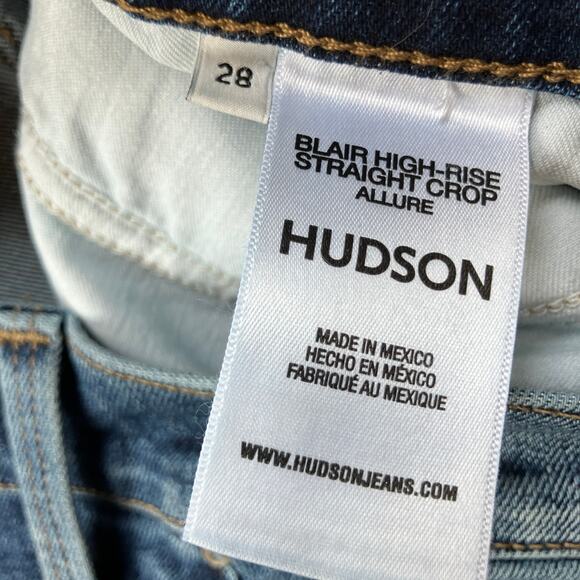 28
BLAIR HIGH-RISE
STRAIGHT CROP
ALLURE
HUDSON
MADE IN MEXICO
HECHO EN MÉXICO
FABRIQUÉ AU MEXIQUE
WWW.HUDSONJEANS.COM